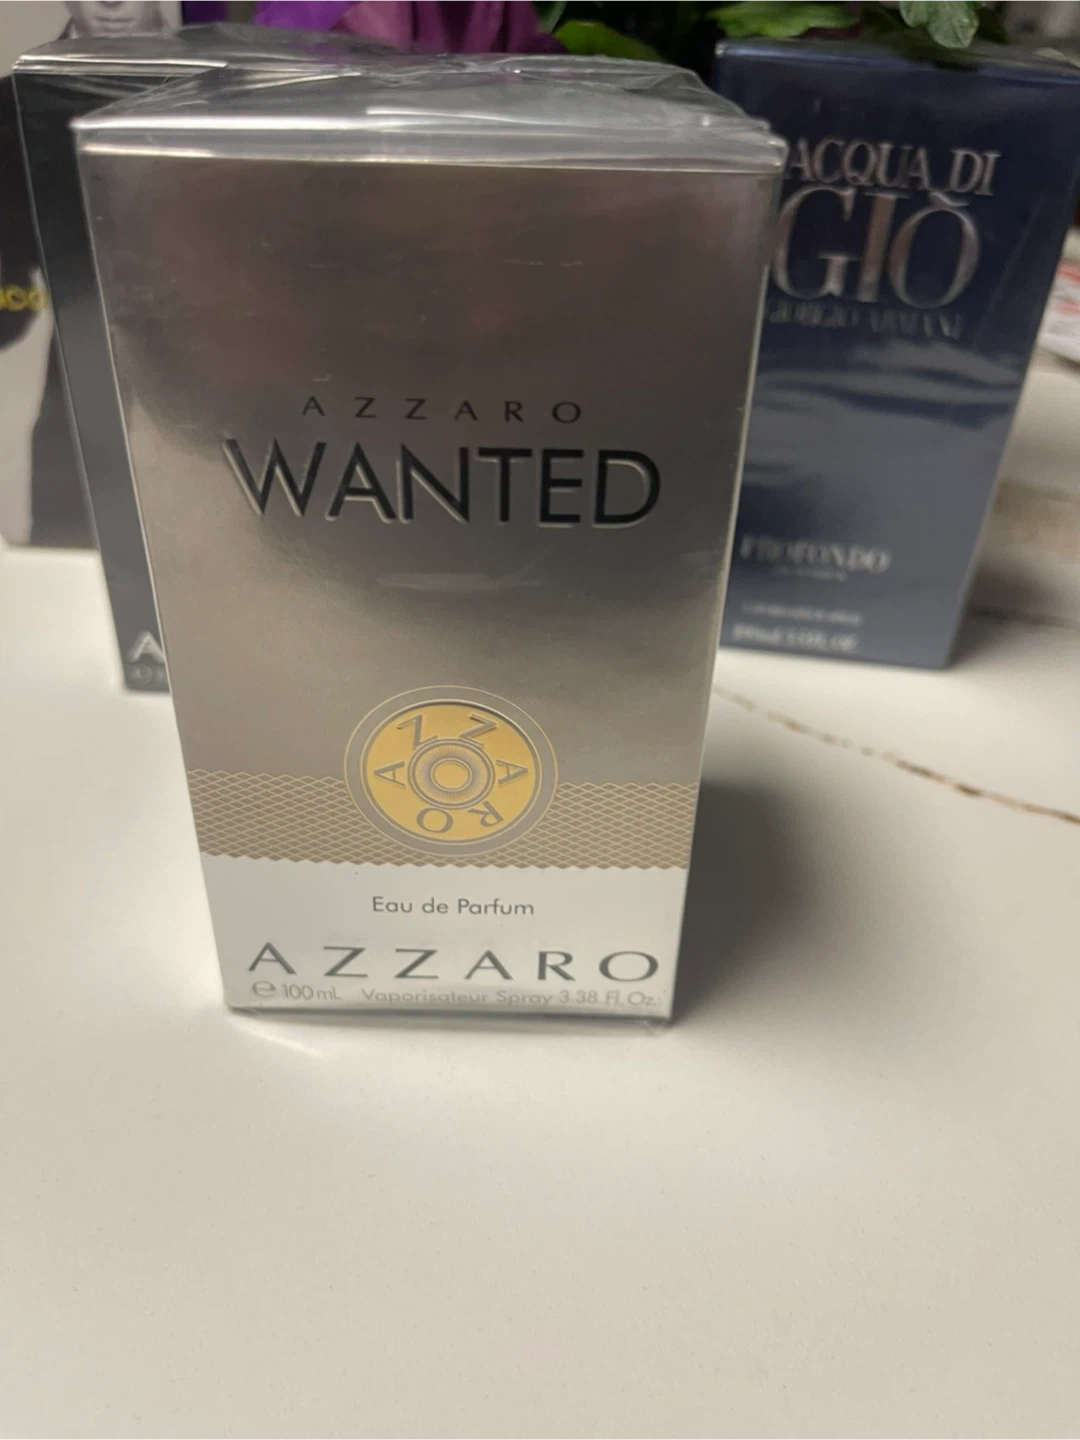 AZZARO
WANTED
AZZARO
Eau de Parfum
AZZARO
e 100 mL Vaporisateur Spray 3.38 Fl. Oz.
ACQUA DI
GIÒ
GIORGIO ARMANI
PROFONDO